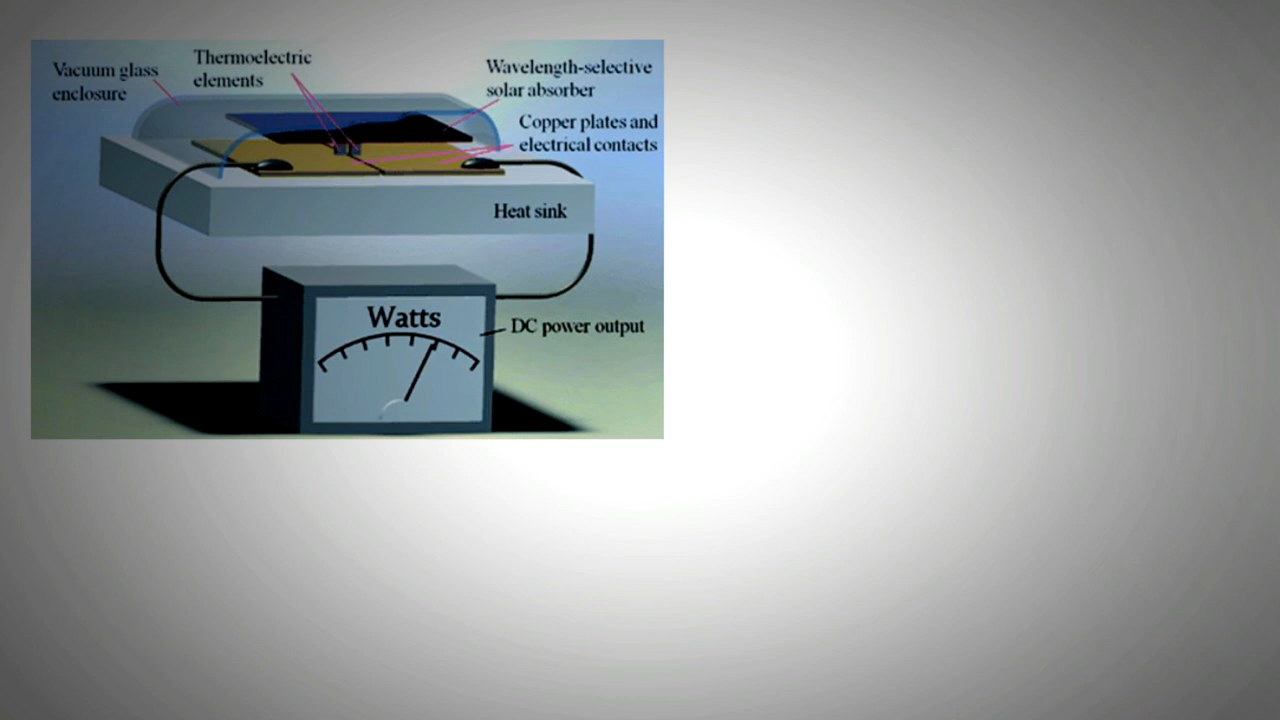 Thermoelectric
elements
Vacuum glass
enclosure
Wavelength-selective
solar absorber
Copper plates and
electrical contacts
Heat sink
Watts
DC power output